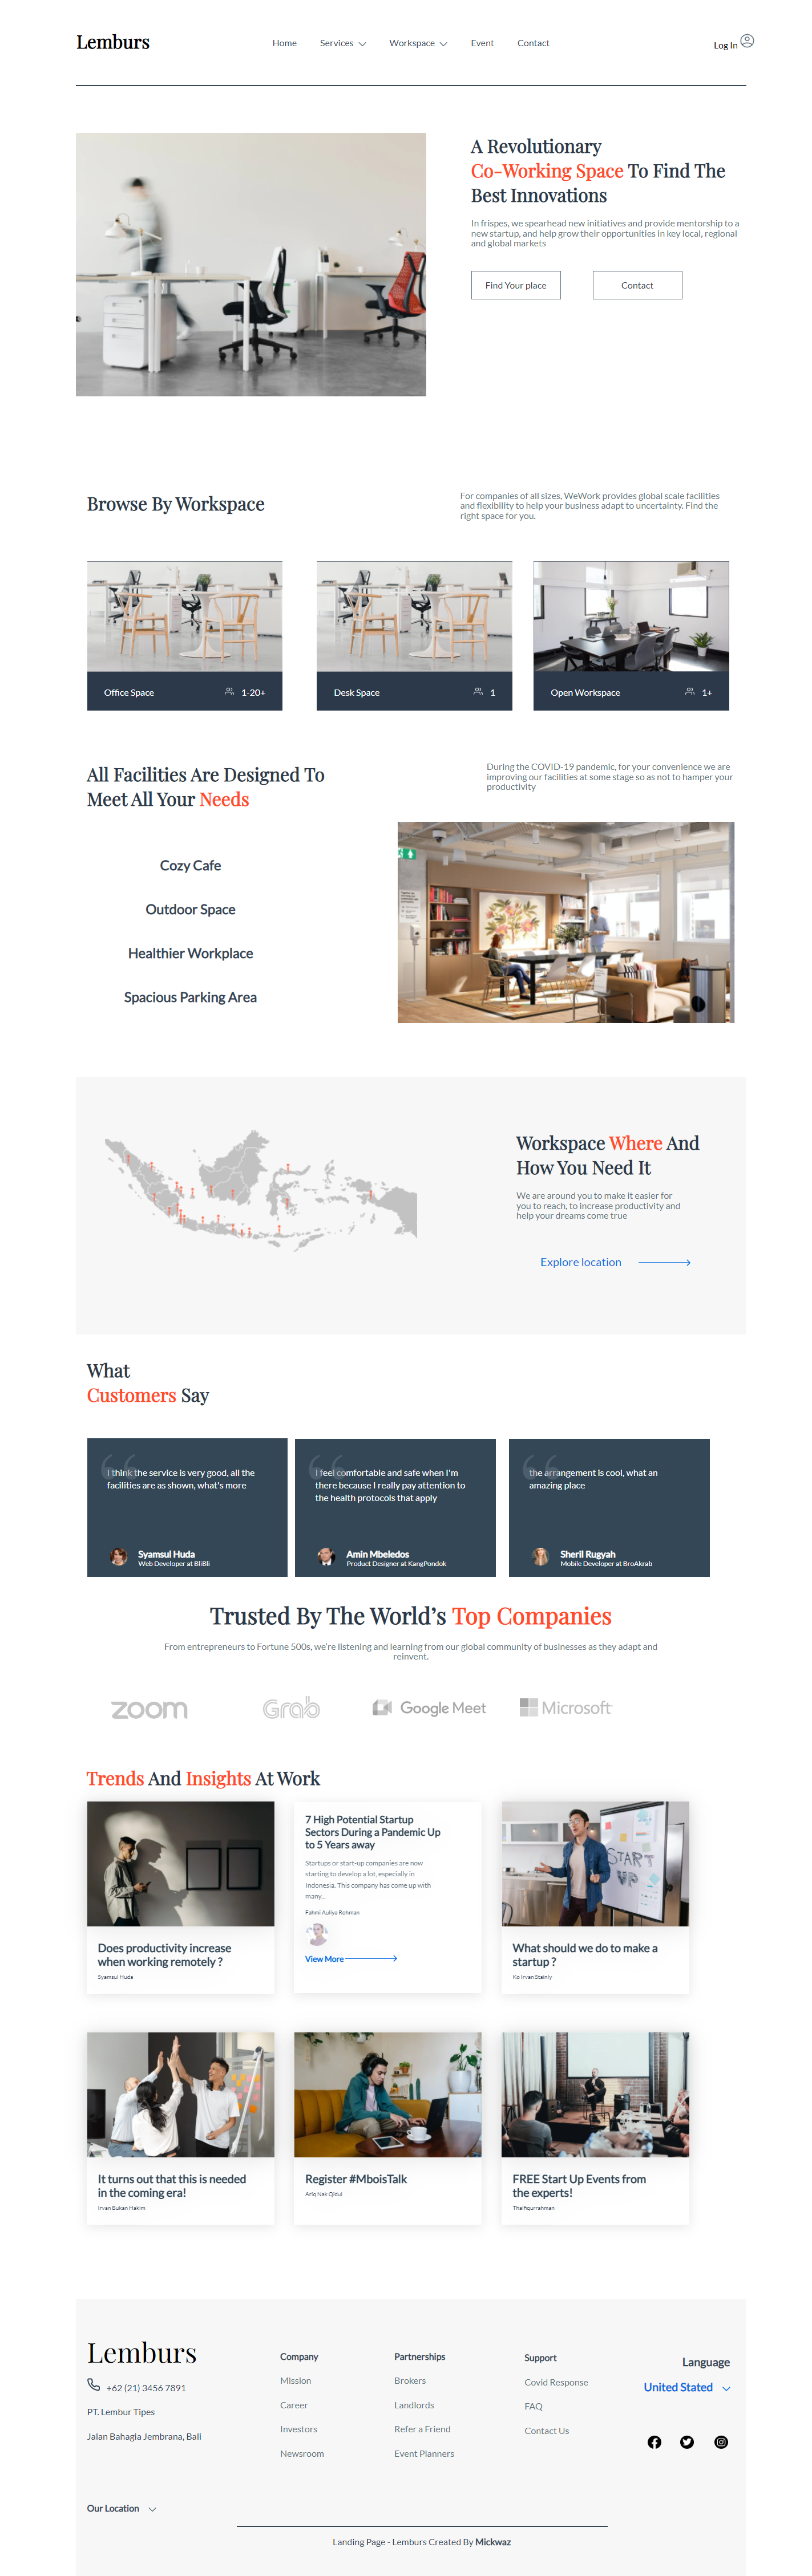 Lemburs
Home
Services
Workspace
Event
Contact
Log In
A Revolutionary
Co-Working Space To Find The
Best Innovations
In frispes, we spearhead new initiatives and provide mentorship to a
new startup, and help grow their opportunities in key local, regional
and global markets
Find Your place
Contact
Browse By Workspace
For companies of all sizes, WeWork provides global scale facilities
and flexibility to help your business adapt to uncertainty. Find the
right space for you.
Office Space
1-20+
Desk Space
1
Open Workspace
1+
All Facilities Are Designed To
Meet All Your Needs
During the COVID-19 pandemic, for your convenience we are
improving our facilities at some stage so as not to hamper your
productivity
Cozy Cafe
Outdoor Space
Healthier Workplace
Spacious Parking Area
Workspace Where And
How You Need It
We are around you to make it easier for
you to reach, to increase productivity and
help your dreams come true
Explore location
What
Customers Say
I think the service is very good, all the
facilities are as shown, what's more
Syamsul Huda
Web Developer at BliBli
I feel comfortable and safe when I'm
there because I really pay attention to
the health protocols that apply
Amin Mbeledos
Product Designer at KangPondok
the arrangement is cool, what an
amazing place
Sheril Rugyah
Mobile Developer at BroAkrab
Trusted By The World's Top Companies
From entrepreneurs to Fortune 500s, we're listening and learning from our global community of businesses as they adapt and
reinvent.
zoom
Grab
Google Meet
Microsoft
Trends And Insights At Work
Does productivity increase
when working remotely ?
Syamsul Huda
7 High Potential Startup
Sectors During a Pandemic Up
to 5 Years away
Startups or start-up companies are now
starting to develop a lot, especially in
Indonesia. This company has come up with
many...
Fahmi Auliya Rohman
View More
START
UP
What should we do to make a
startup ?
Ko Irvan Stainly
It turns out that this is needed
in the coming era!
Irvan Bukan Hakim
Register #MboisTalk
Ariq Nak Qidul
FREE Start Up Events from
the experts!
Thalfiqurrahman
Lemburs
+62 (21) 3456 7891
PT. Lembur Tipes
Jalan Bahagia Jembrana, Bali
Company
Mission
Career
Investors
Newsroom
Partnerships
Brokers
Landlords
Refer a Friend
Event Planners
Support
Covid Response
FAQ
Contact Us
Language
United Stated
Our Location
Landing Page - Lemburs Created By Mickwaz